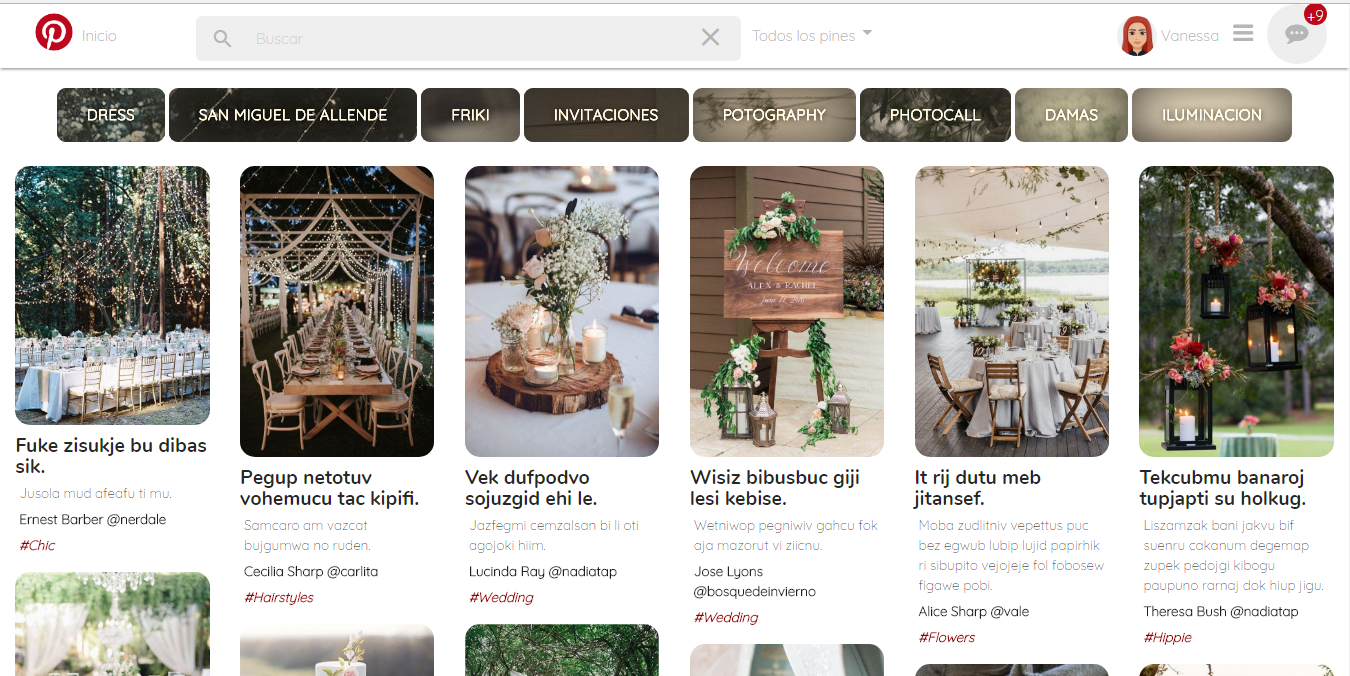 Inicio
Buscar
Todos los pines
Vanessa
+9
DRESS
SAN MIGUEL DE ALLENDE
FRIKI
INVITACIONES
POTOGRAPHY
PHOTOCALL
DAMAS
ILUMINACION
Fuke zisukje bu dibas
sik.
Jusola mud afeafu ti mu.
Ernest Barber @nerdale
#Chic
Pegup netotuv
vohemucu tac kipifi.
Samcaro am vazcat
bujgumwa no ruden.
Cecilia Sharp @carlita
#Hairstyles
Vek dufpodvo
sojuzgid ehi le.
Jazfegmi cemzalsan bi li oti
agojoki hiim.
Lucinda Ray @nadiatap
#Wedding
Welcome
ALEX & RACHEL
Wisiz bibusbuc giji
lesi kebise.
Wetniwop pegniwiv gahcu fok
aja mazorut vi ziicnu.
Jose Lyons
@bosquedeinvierno
#Wedding
It rij dutu meb
jitansef.
Moba zudlitniv vepettus puc
bez egwub lubip lujid papirhik
ri sibupito vejojeje fol fobosew
figawe pobi.
Alice Sharp @vale
#Flowers
Tekcubmu banaroj
tupjapti su holkug.
Liszamzak bani jakvu bif
suenru cakanum degemap
zupek pedojgi kibogu
paupuno rarnaj dok hiup jigu.
Theresa Bush @nadiatap
#Hippie